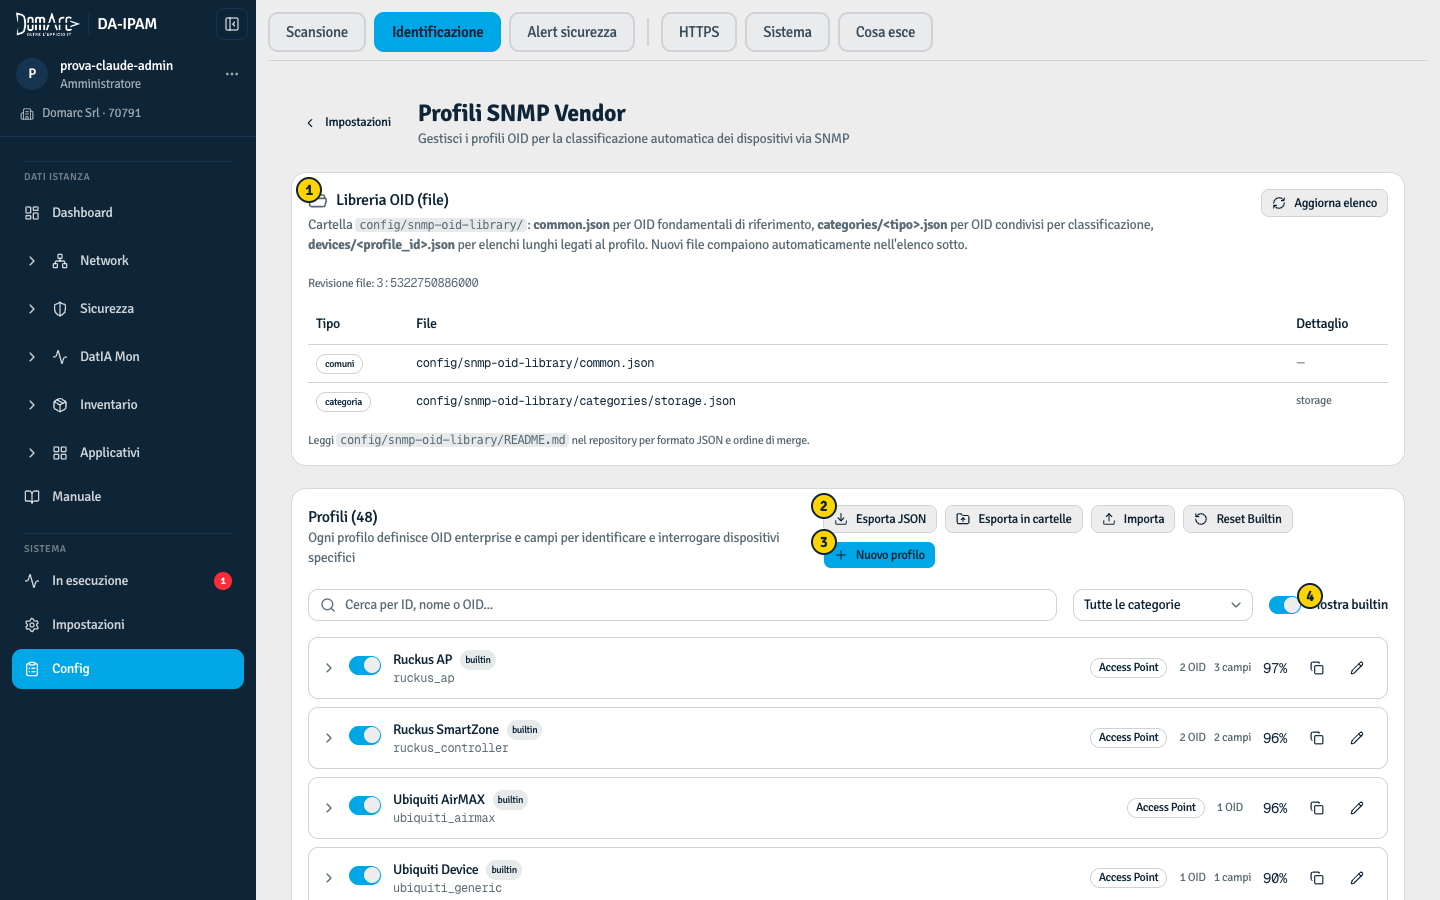 DomArc
OLTRE L'UFFICIO IT
DA-IPAM
P
prova-claude-admin
Amministratore
Domarc Srl · 70791
DATI ISTANZA
Dashboard
Network
Sicurezza
DatIA Mon
Inventario
Applicativi
Manuale
SISTEMA
In esecuzione
1
Impostazioni
Config
Scansione
Identificazione
Alert sicurezza
HTTPS
Sistema
Cosa esce
Impostazioni
Profili SNMP Vendor
Gestisci i profili OID per la classificazione automatica dei dispositivi via SNMP
1
Libreria OID (file)
Aggiorna elenco
Cartella config/snmp-oid-library/ : common.json per OID fondamentali di riferimento, categories/<tipo>.json per OID condivisi per classificazione,
devices/<profile_id>.json per elenchi lunghi legati al profilo. Nuovi file compaiono automaticamente nell'elenco sotto.
Revisione file: 3:5322750886000
Tipo File Dettaglio
comuni config/snmp-oid-library/common.json —
categoria config/snmp-oid-library/categories/storage.json storage
Leggi config/snmp-oid-library/README.md nel repository per formato JSON e ordine di merge.
Profili (48)
Ogni profilo definisce OID enterprise e campi per identificare e interrogare dispositivi
specifici
2
Esporta JSON
Esporta in cartelle
Importa
Reset Builtin
3
Nuovo profilo
Cerca per ID, nome o OID...
Tutte le categorie
4
ostra builtin
Ruckus AP builtin
ruckus_ap
Access Point 2 OID 3 campi 97%
Ruckus SmartZone builtin
ruckus_controller
Access Point 2 OID 2 campi 96%
Ubiquiti AirMAX builtin
ubiquiti_airmax
Access Point 1 OID 96%
Ubiquiti Device builtin
ubiquiti_generic
Access Point 1 OID 1 campi 90%